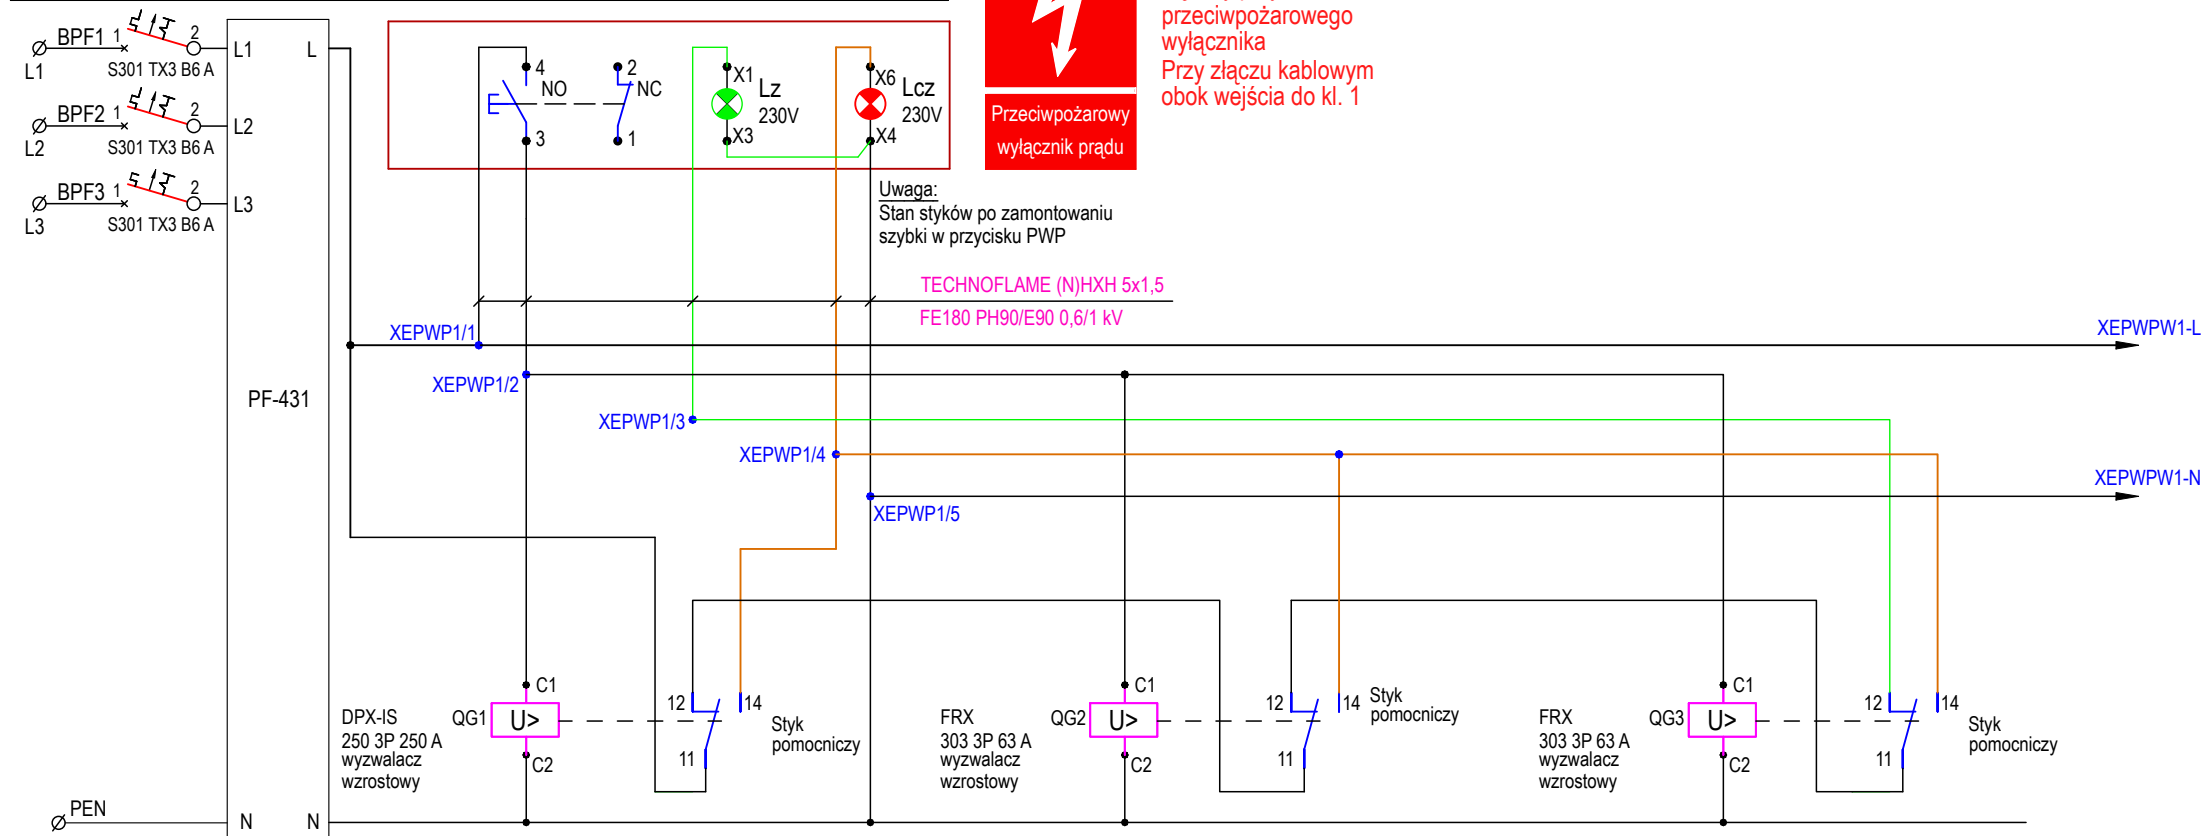 przeciwpożarowego
wyłącznika
Przy złączu kablowym
obok wejścia do kl. 1
Przeciwpożarowy
wyłącznik prądu
BPF1 1 2 L1 L
L1 S301 TX3 B6 A
BPF2 1 2 L2
L2 S301 TX3 B6 A
BPF3 1 2 L3
L3 S301 TX3 B6 A
4 NO 3
2 NC 1
X1 Lz
230V
X3
X6 Lcz
230V
X4
Uwaga:
Stan styków po zamontowaniu
szybki w przycisku PWP
TECHNOFLAME (N)HXH 5x1,5
FE180 PH90/E90 0,6/1 kV
XEPWP1/1
XEPWPW1-L
XEPWP1/2
PF-431
XEPWP1/3
XEPWP1/4
XEPWPW1-N
XEPWP1/5
DPX-IS
250 3P 250 A
wyzwalacz
wzrostowy
QG1 U> C1 C2
12 14 11
Styk
pomocniczy
FRX
303 3P 63 A
wyzwalacz
wzrostowy
QG2 U> C1 C2
12 14 11
Styk
pomocniczy
FRX
303 3P 63 A
wyzwalacz
wzrostowy
QG3 U> C1 C2
12 14 11
Styk
pomocniczy
PEN N N